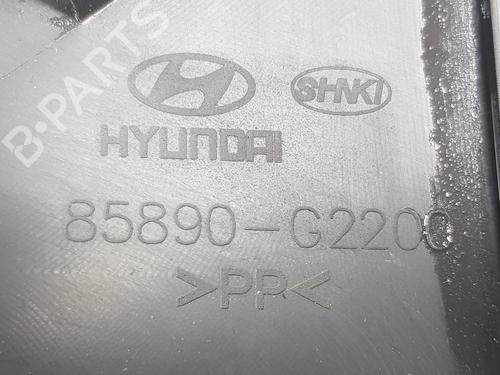 B-PARTS
SHNKI
HYUNDAI
85890-G2200
>PP<